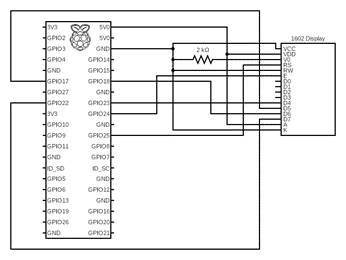 3V3 5V0
GPIO2 5V0
GPIO3 GND
GPIO4 GPIO14
GND GPIO15
GPIO17 GPIO18
GPIO27 GND
GPIO22 GPIO23
3V3 GPIO24
GPIO10 GND
GPIO9 GPIO25
GPIO11 GPIO8
GND GPIO7
ID_SD ID_SC
GPIO5 GND
GPIO6 GPIO12
GPIO13 GND
GPIO19 GPIO16
GPIO26 GPIO20
GND GPIO21
2 kΩ
1602 Display
VCC
VDD
V0
RS
RW
E
D0
D1
D2
D3
D4
D5
D6
D7
A
K